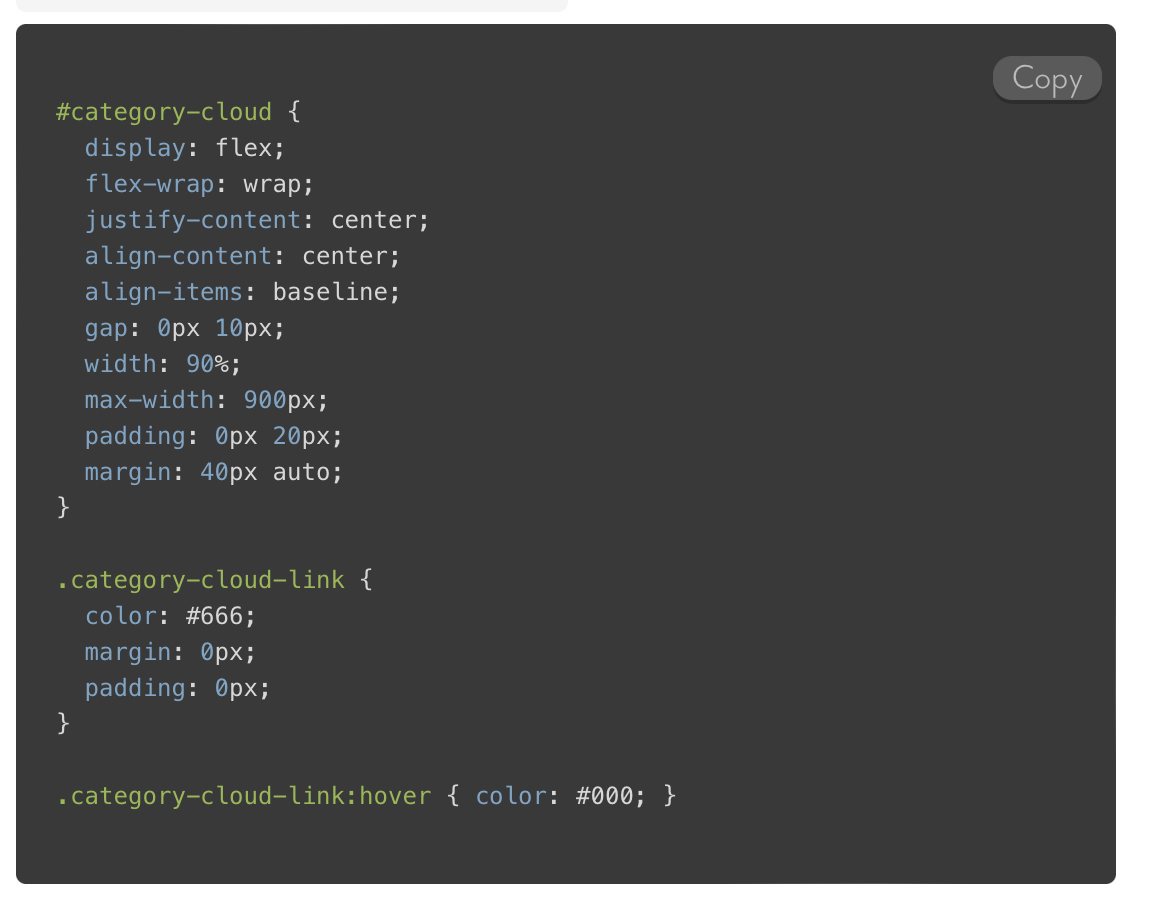 Copy
#category-cloud {
  display: flex;
  flex-wrap: wrap;
  justify-content: center;
  align-content: center;
  align-items: baseline;
  gap: 0px 10px;
  width: 90%;
  max-width: 900px;
  padding: 0px 20px;
  margin: 40px auto;
}

.category-cloud-link {
  color: #666;
  margin: 0px;
  padding: 0px;
}

.category-cloud-link:hover { color: #000; }